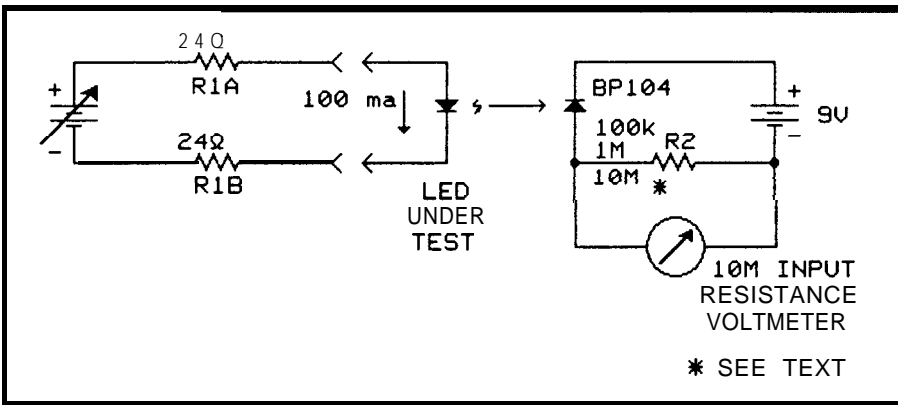 24Ω
R1A
+
-
100 ma
24Ω
R1B
LED
UNDER
TEST
BP104
100k
1M
10M
R2
*
+
-
9V
10M INPUT
RESISTANCE
VOLTMETER
* SEE TEXT